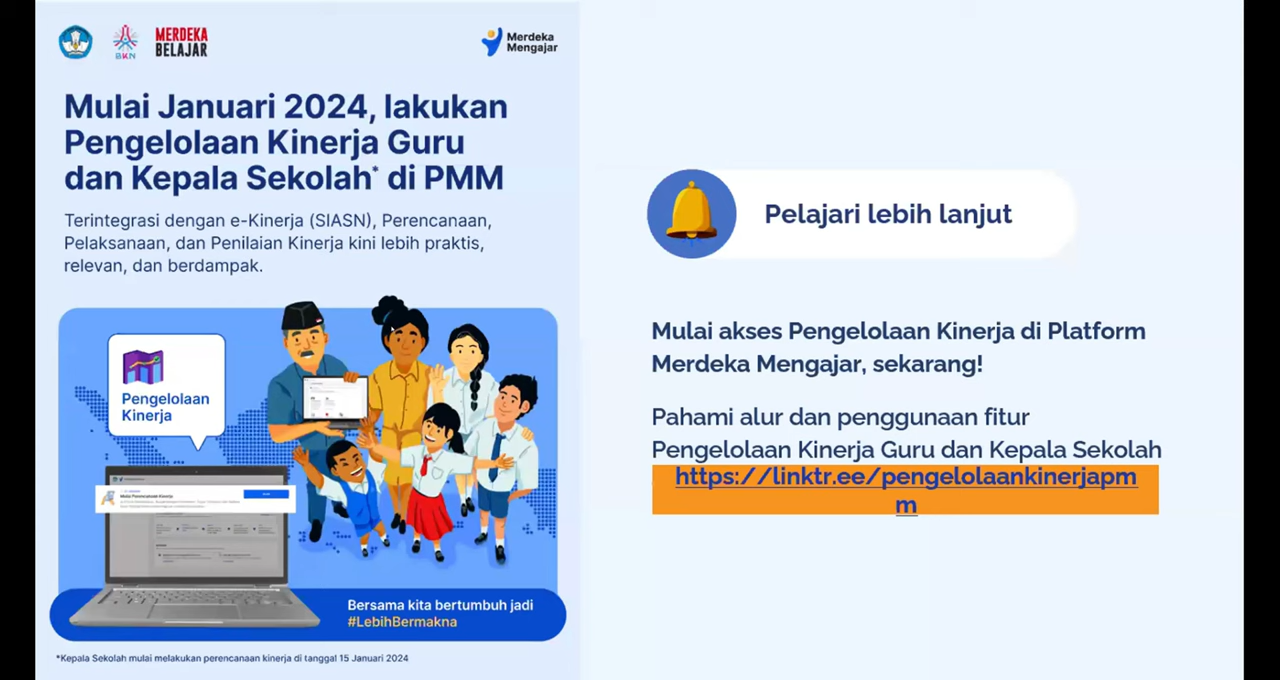 BKN
MERDEKA
BELAJAR
Merdeka
Mengajar
Mulai Januari 2024, lakukan
Pengelolaan Kinerja Guru
dan Kepala Sekolah* di PMM
Terintegrasi dengan e-Kinerja (SIASN), Perencanaan,
Pelaksanaan, dan Penilaian Kinerja kini lebih praktis,
relevan, dan berdampak.
Pengelolaan
Kinerja
Mulai Perencanaan Kinerja
Bersama kita bertumbuh jadi
#LebihBermakna
*Kepala Sekolah mulai melakukan perencanaan kinerja di tanggal 15 Januari 2024
Pelajari lebih lanjut
Mulai akses Pengelolaan Kinerja di Platform
Merdeka Mengajar, sekarang!
Pahami alur dan penggunaan fitur
Pengelolaan Kinerja Guru dan Kepala Sekolah
https://linktr.ee/pengelolaankinerjapm
m